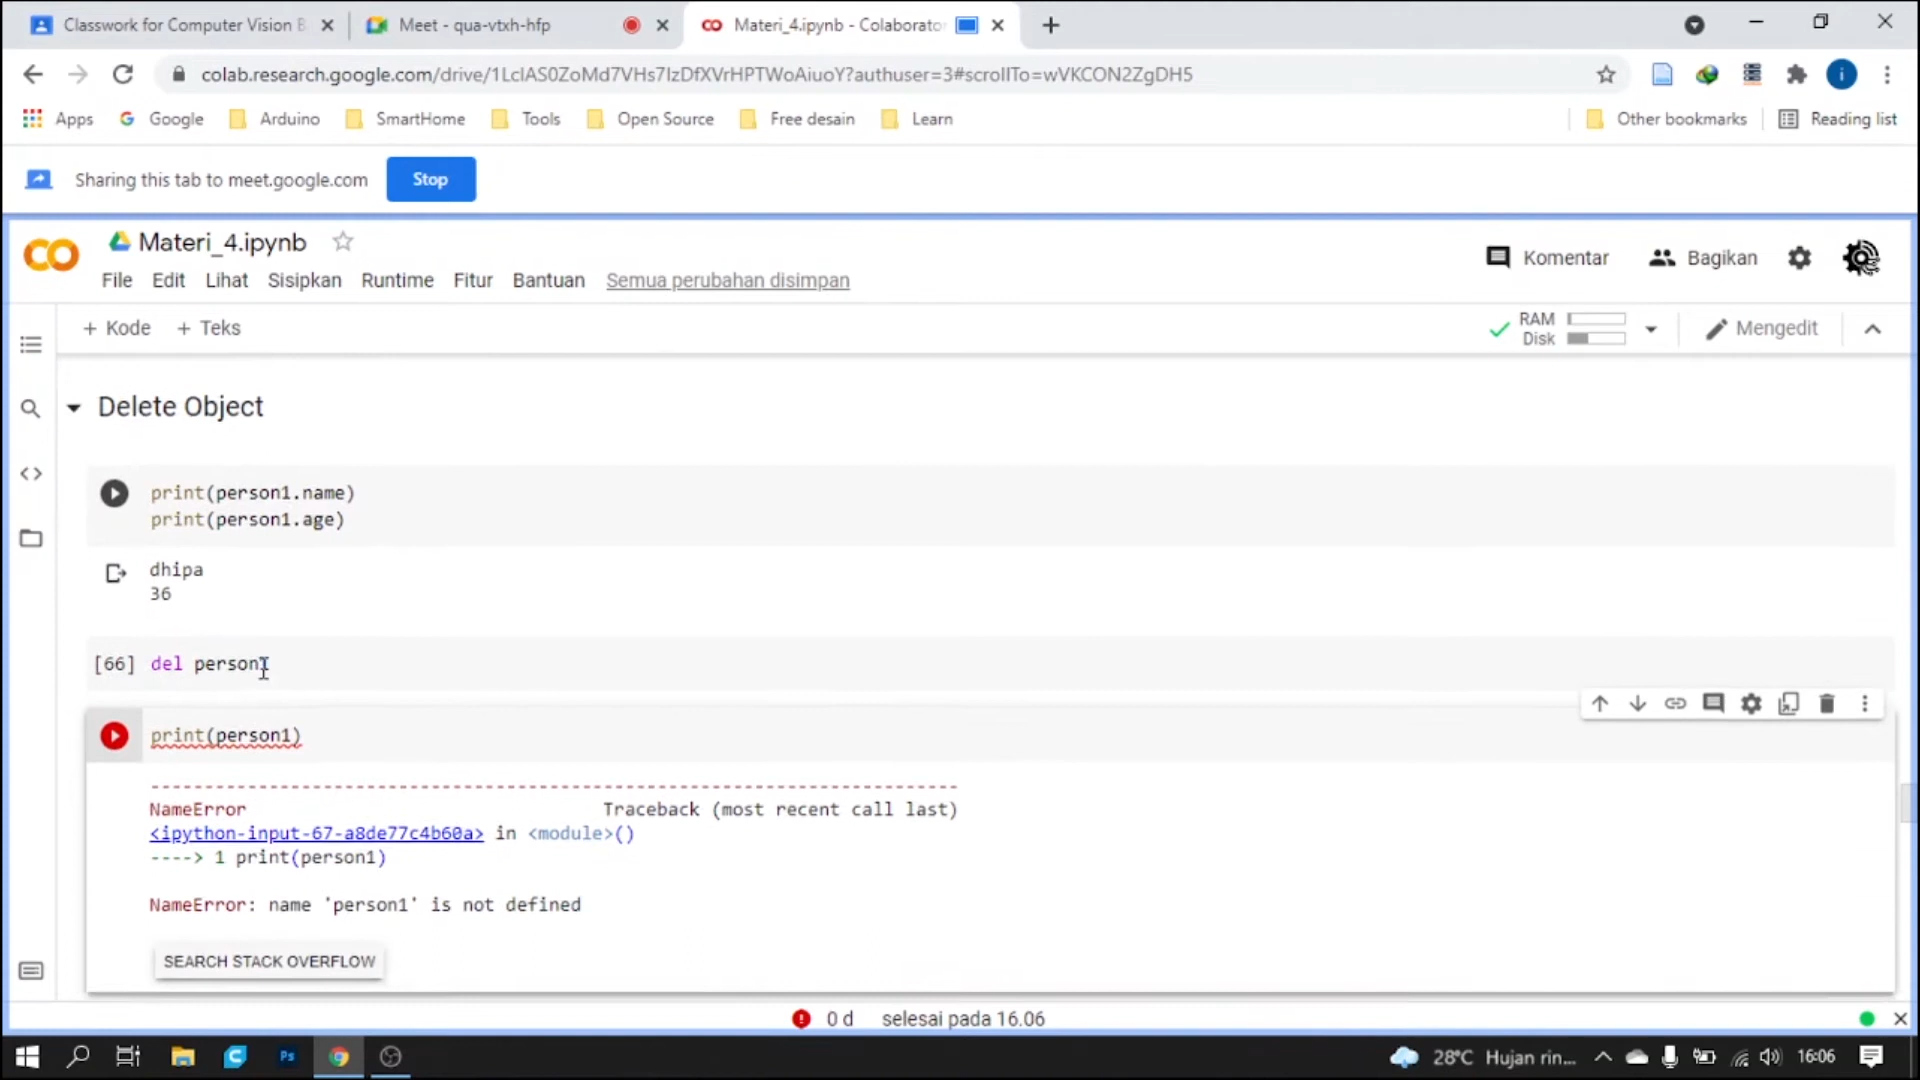 Classwork for Computer Vision B
Meet - qua-vtxh-hfp
Materi_4.ipynb - Colaborator
colab.research.google.com/drive/1LclAS0ZoMd7VHs7IzDfXVrHPTWoAiuoY?authuser=3#scrollTo=wVKCON2ZgDH5
Apps
Google
Arduino
SmartHome
Tools
Open Source
Free desain
Learn
Other bookmarks
Reading list
Sharing this tab to meet.google.com
Stop
Materi_4.ipynb
Komentar
Bagikan
File Edit Lihat Sisipkan Runtime Fitur Bantuan Semua perubahan disimpan
+ Kode + Teks
RAM
Disk
Mengedit
Delete Object
print(person1.name)
print(person1.age)
dhipa
36
[66] del person1
print(person1)
---------------------------------------------------------------------------
NameError Traceback (most recent call last)
<ipython-input-67-a8de77c4b60a> in <module>()
----> 1 print(person1)
NameError: name 'person1' is not defined
SEARCH STACK OVERFLOW
0 d selesai pada 16.06
28°C Hujan rin...
16:06